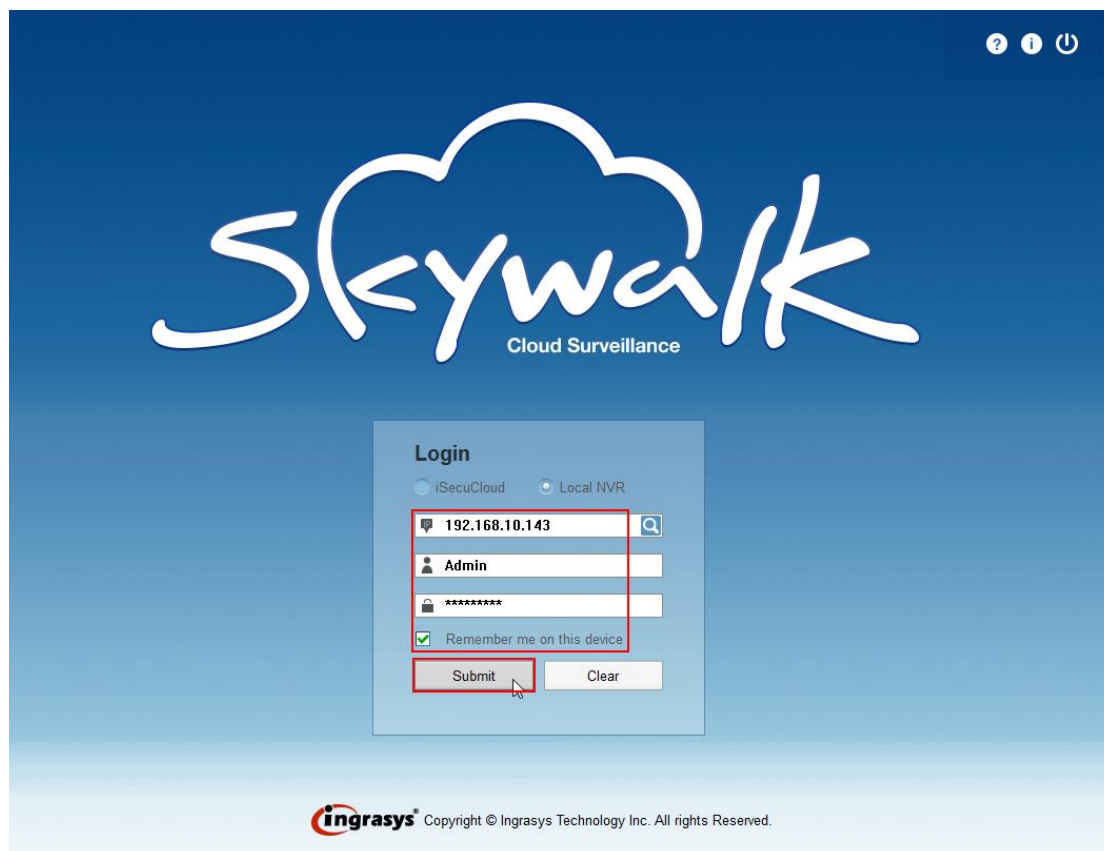 Skywalk
Cloud Surveillance
Login
iSecuCloud Local NVR
IP 192.168.10.143
Admin
*********
Remember me on this device
Submit Clear
ingrasys® Copyright © Ingrasys Technology Inc. All rights Reserved.